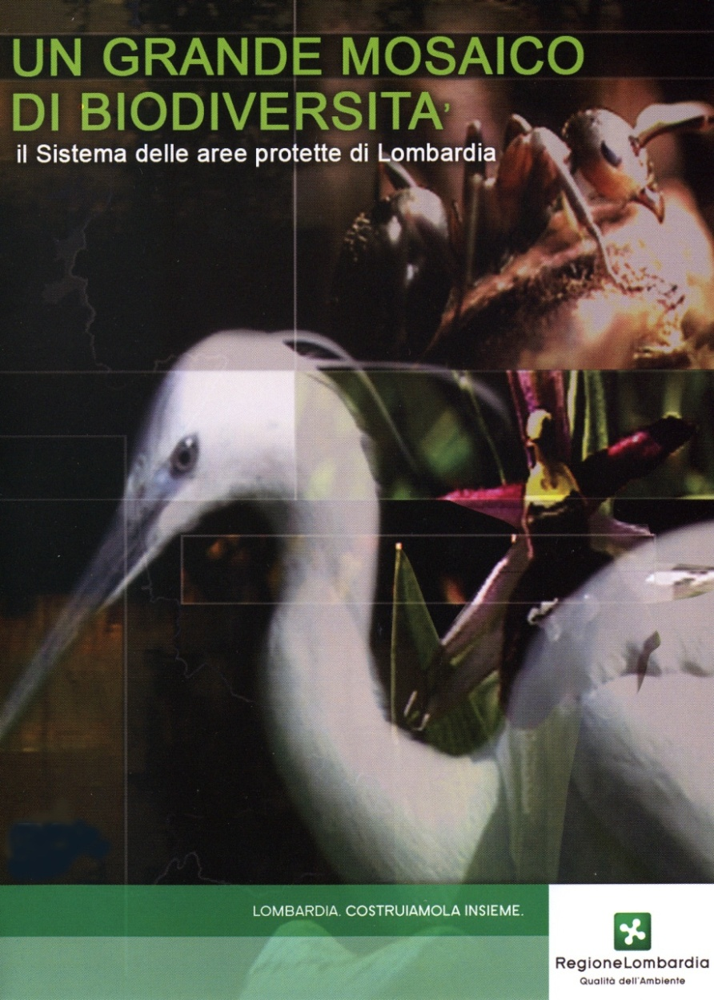 UN GRANDE MOSAICO
DI BIODIVERSITA'
il Sistema delle aree protette di Lombardia
LOMBARDIA. COSTRUIAMOLA INSIEME.
RegioneLombardia
Qualità dell'Ambiente